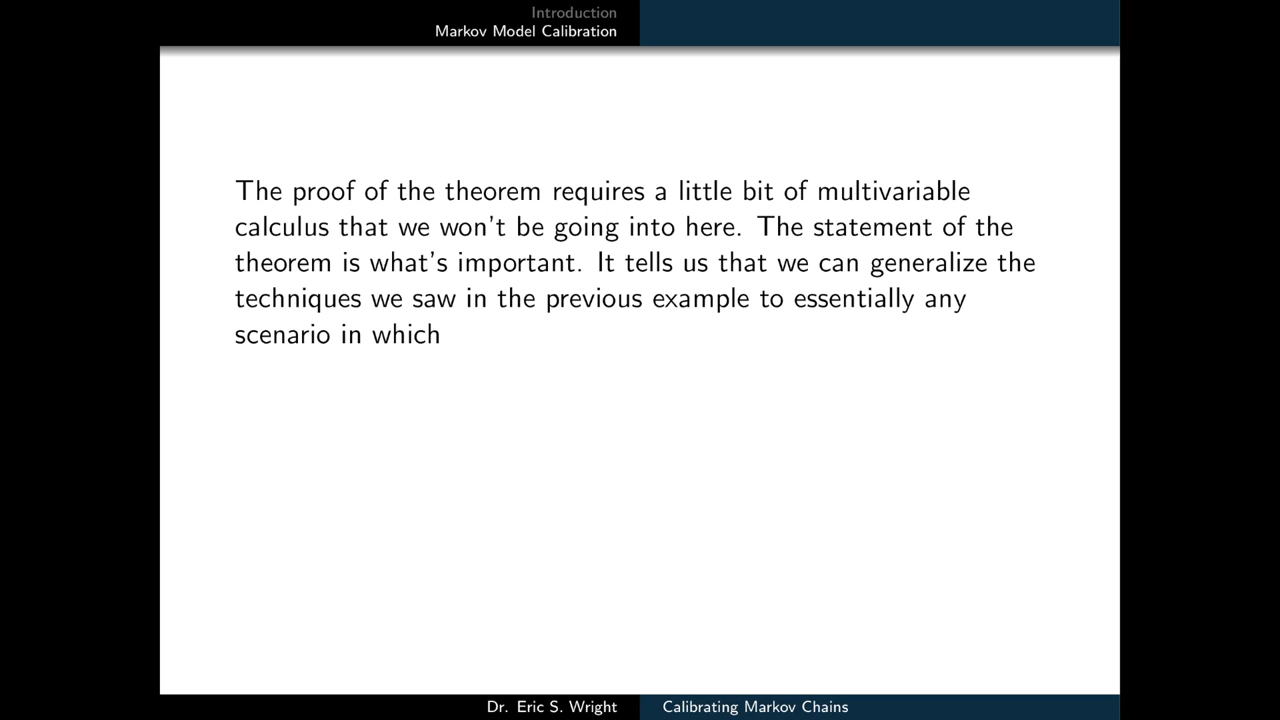 Introduction
Markov Model Calibration
The proof of the theorem requires a little bit of multivariable
calculus that we won't be going into here. The statement of the
theorem is what's important. It tells us that we can generalize the
techniques we saw in the previous example to essentially any
scenario in which
Dr. Eric S. Wright
Calibrating Markov Chains